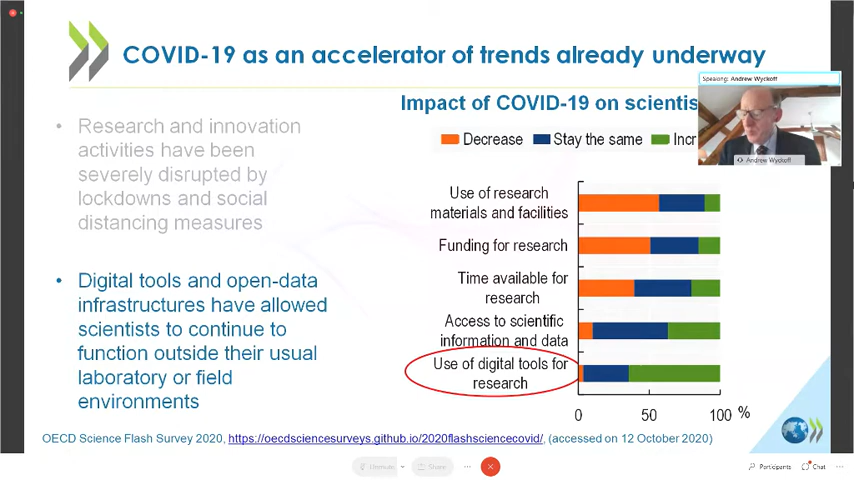 COVID-19 as an accelerator of trends already underway
Speaking: Andrew Wyckoff
Andrew Wyckoff
• Research and innovation
activities have been
severely disrupted by
lockdowns and social
distancing measures
• Digital tools and open-data
infrastructures have allowed
scientists to continue to
function outside their usual
laboratory or field
environments
Impact of COVID-19 on scientis
Decrease Stay the same Incr
Use of research
materials and facilities
Funding for research
Time available for
research
Access to scientific
information and data
Use of digital tools for
research
0 50 100 %
OECD Science Flash Survey 2020, https://oecdsciencesurveys.github.io/2020flashsciencecovid/, (accessed on 12 October 2020)
Unmute Share Participants Chat